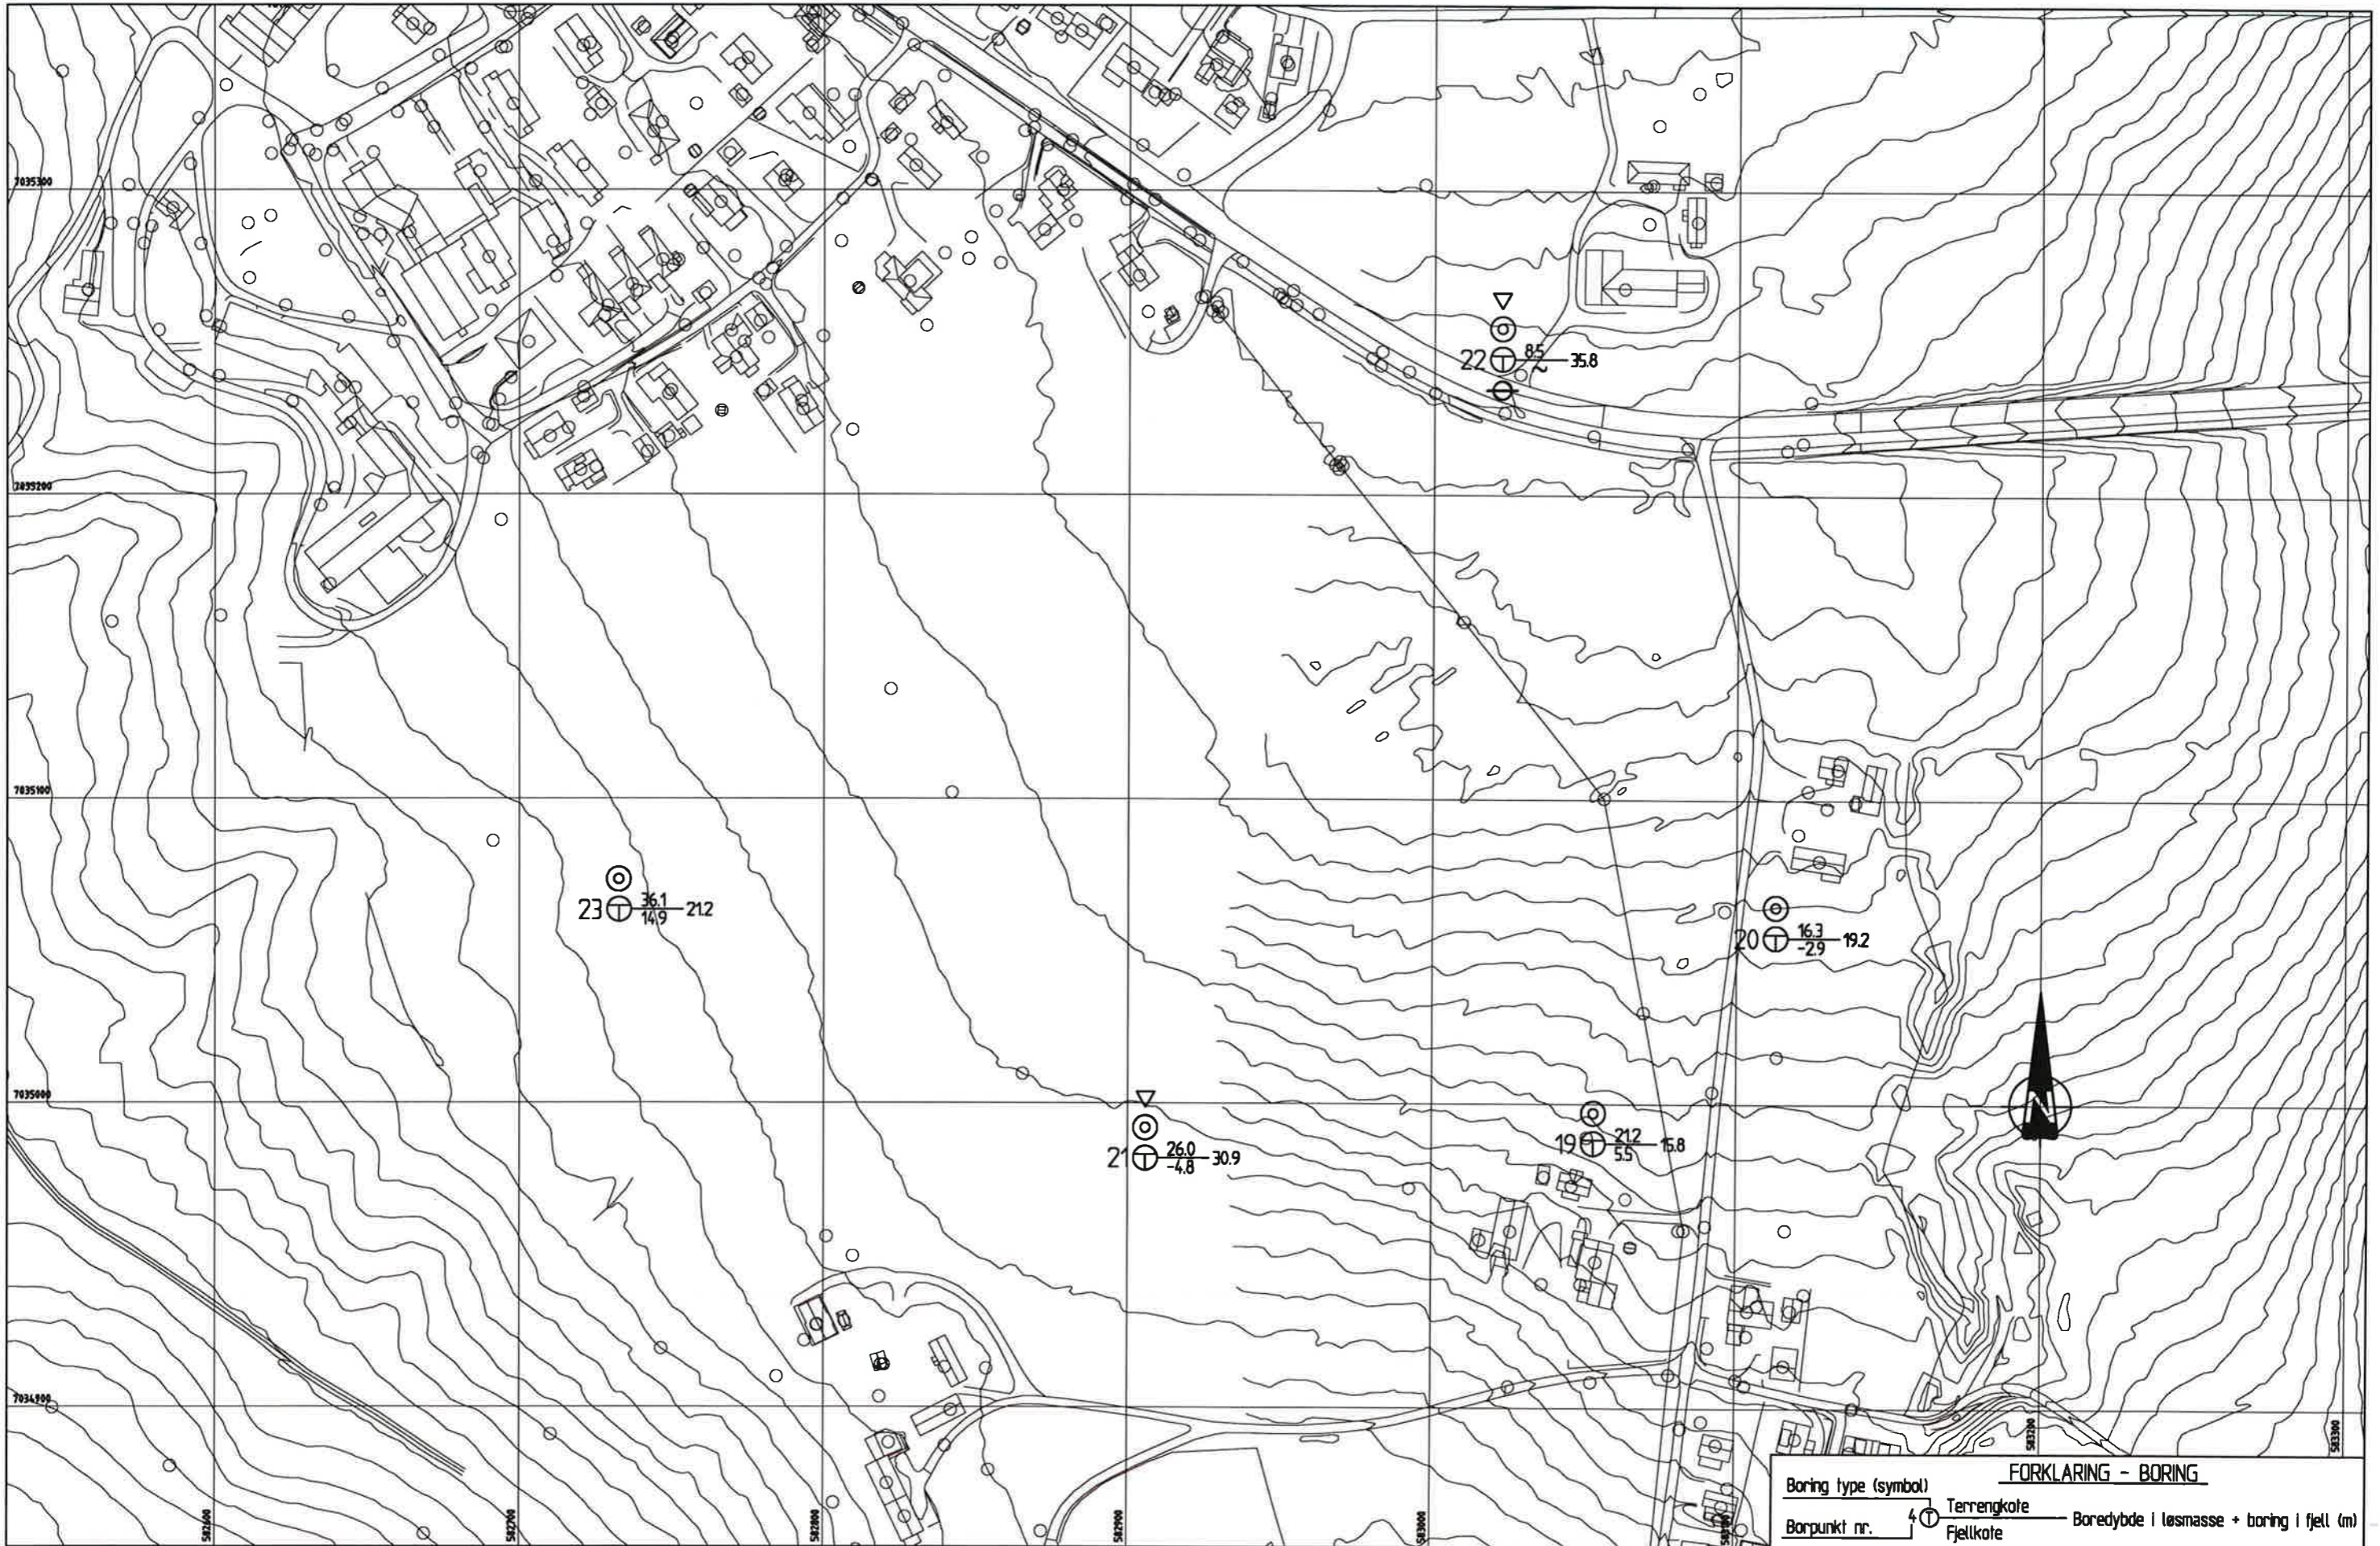 7035300
22 8.5 35.8
~
7035200
7035100
23 36.1 21.2
14.9
20 16.3 19.2
-2.9
7035000
N
21 26.0 30.9
-4.8
19 21.2 15.8
5.5
7034900
582600
582700
582800
582900
583000
583200
583300
FORKLARING - BORING
Boring type (symbol)
Borpunkt nr.
4 T Terrengkote
Fjellkote
Boredybde i løsmasse + boring i fjell (m)